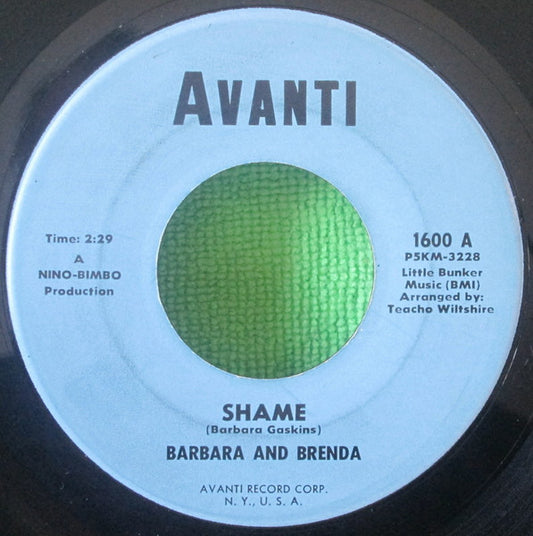 AVANTI
Time: 2:29
A
NINO-BIMBO
Production
1600 A
P5KM-3228
Little Bunker
Music (BMI)
Arranged by:
Teacho Wiltshire
SHAME
(Barbara Gaskins)
BARBARA AND BRENDA
AVANTI RECORD CORP.
N. Y., U. S. A.